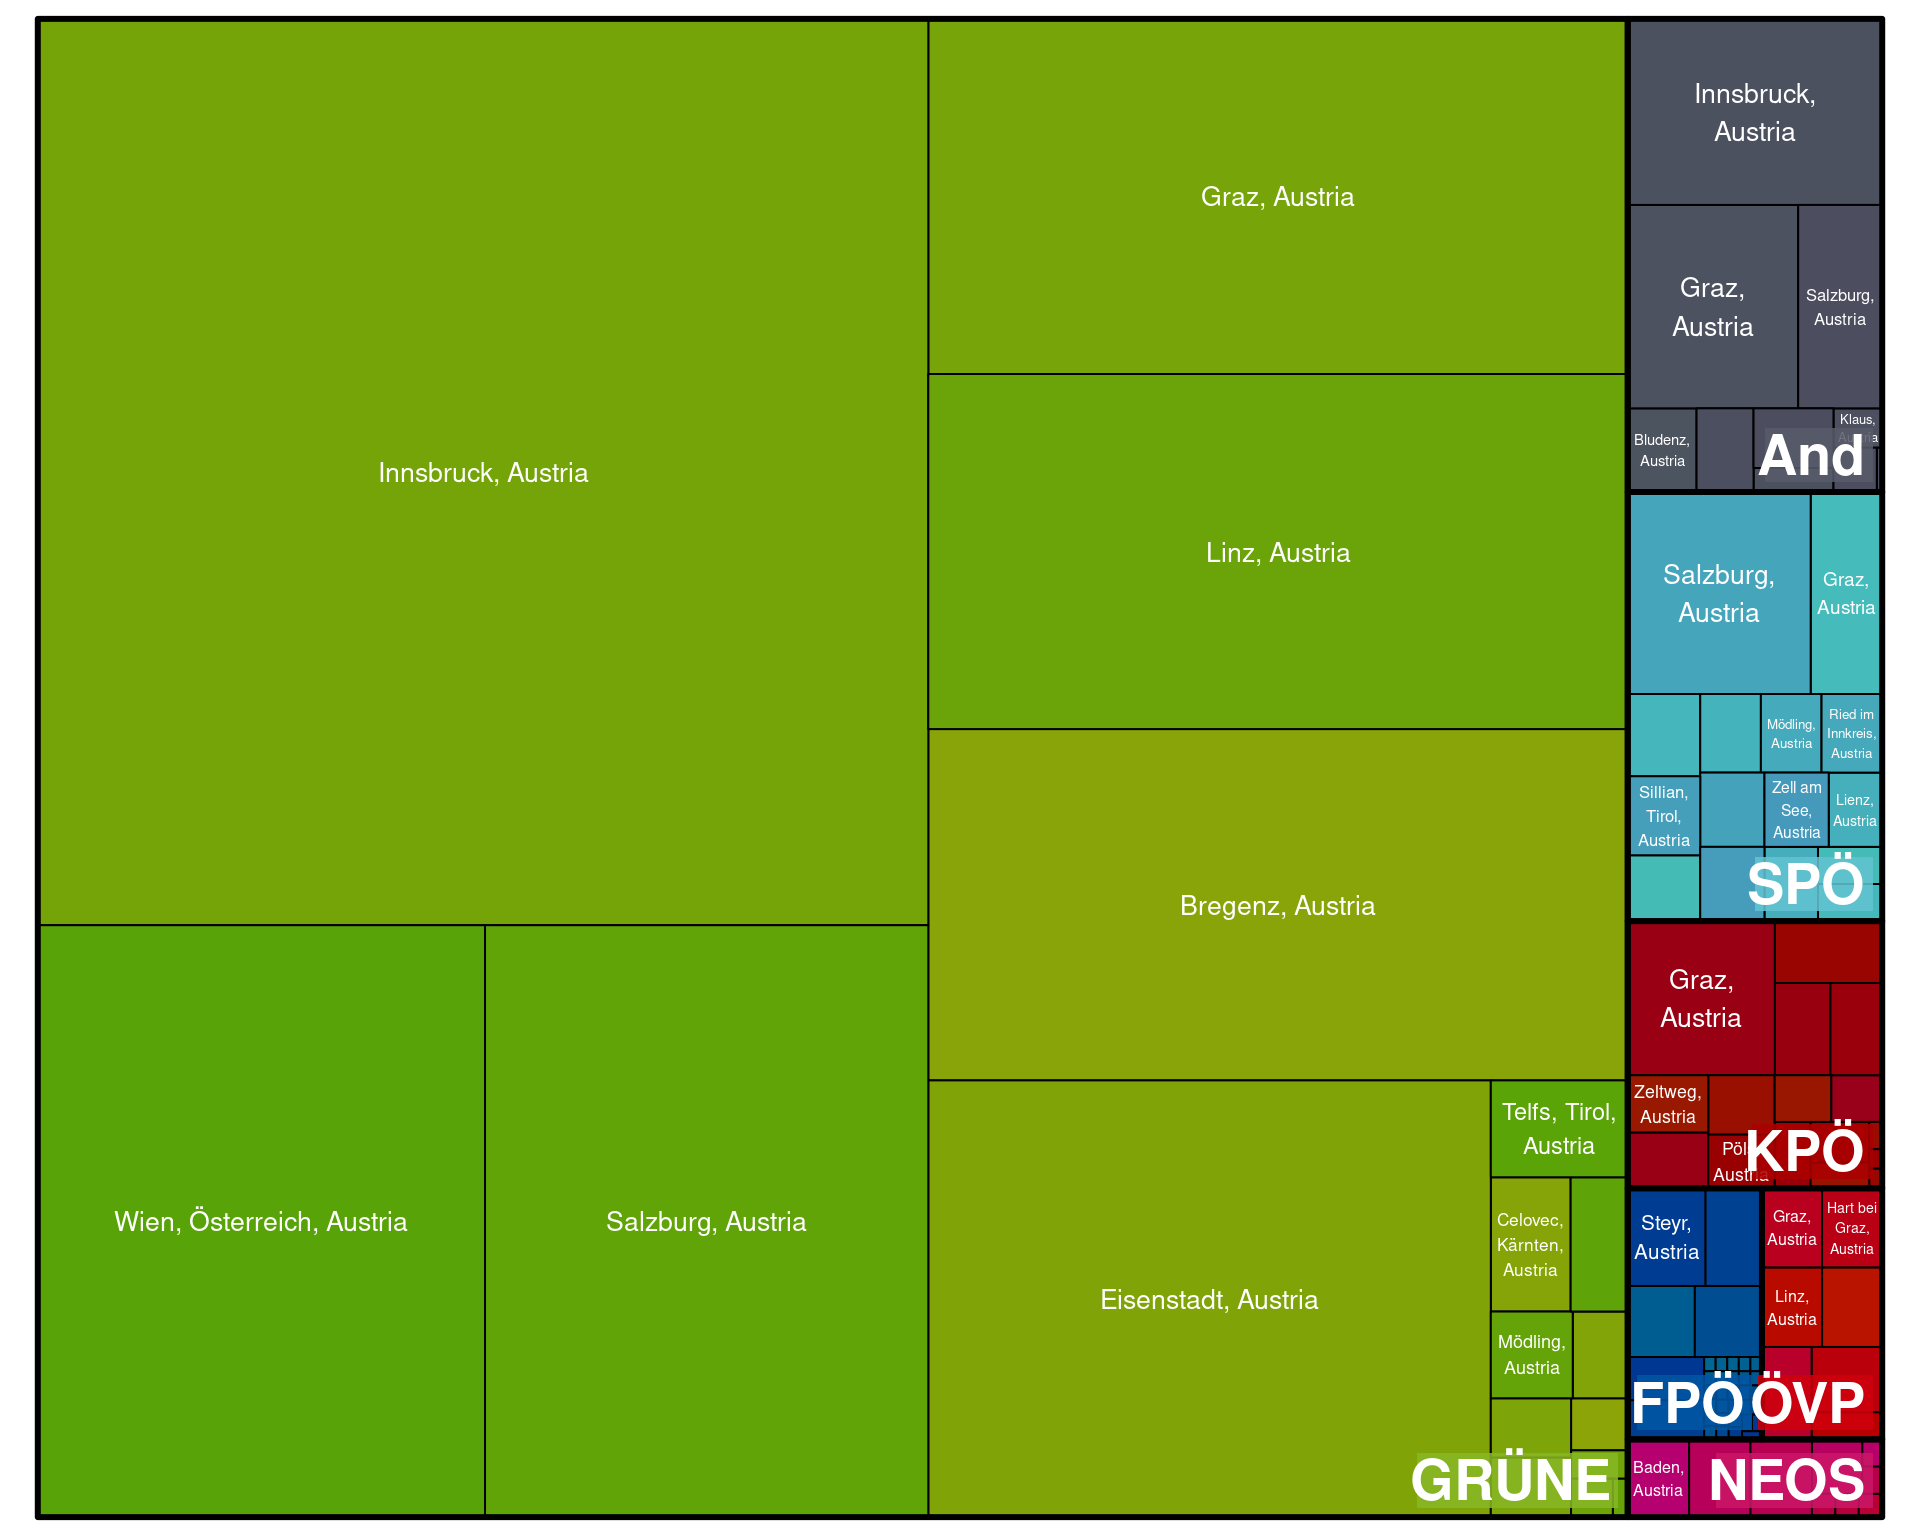 Innsbruck, Austria
Graz, Austria
Linz, Austria
Bregenz, Austria
Wien, Österreich, Austria
Salzburg, Austria
Eisenstadt, Austria
Telfs, Tirol,
Austria
Celovec,
Kärnten,
Austria
Mödling,
Austria
GRÜNE
Innsbruck,
Austria
Graz,
Austria
Salzburg,
Austria
Bludenz,
Austria
Klaus,
And
Salzburg,
Austria
Graz,
Austria
Mödling,
Austria
Ried im
Innkreis,
Austria
Sillian,
Tirol,
Austria
Zell am
See,
Austria
Lienz,
Austria
SPÖ
Graz,
Austria
Zeltweg,
Austria
Austria
KPÖ
Steyr,
Austria
FPÖ
Graz,
Austria
Hart bei
Graz,
Austria
Linz,
Austria
ÖVP
Baden,
Austria
NEOS